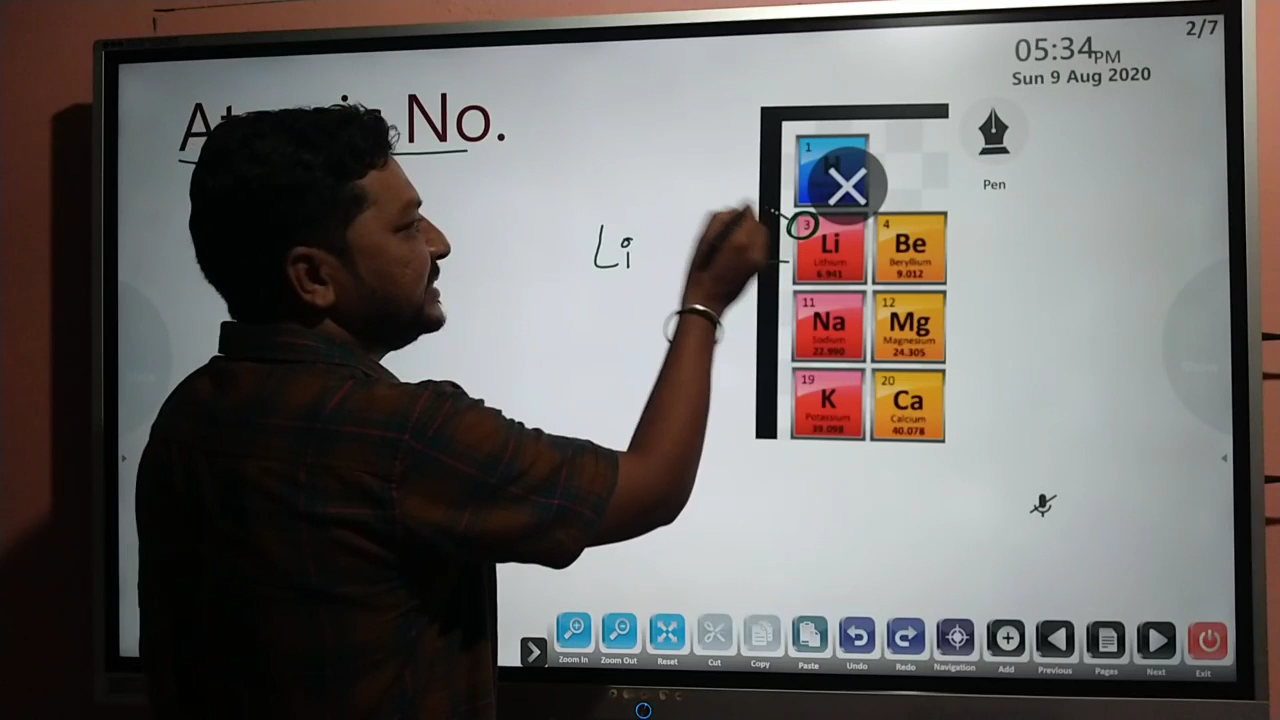 2/7
05:34PM
Sun 9 Aug 2020
No.
Pen
1
Li
3
Li
Lithium
6.941
4
Be
Beryllium
9.012
11
Na
Sodium
22.990
12
Mg
Magnesium
24.305
19
K
Potassium
39.098
20
Ca
Calcium
40.078
Zoom In Zoom Out Reset Cut Copy Paste Undo Redo Navigation Add Previous Pages Next Exit